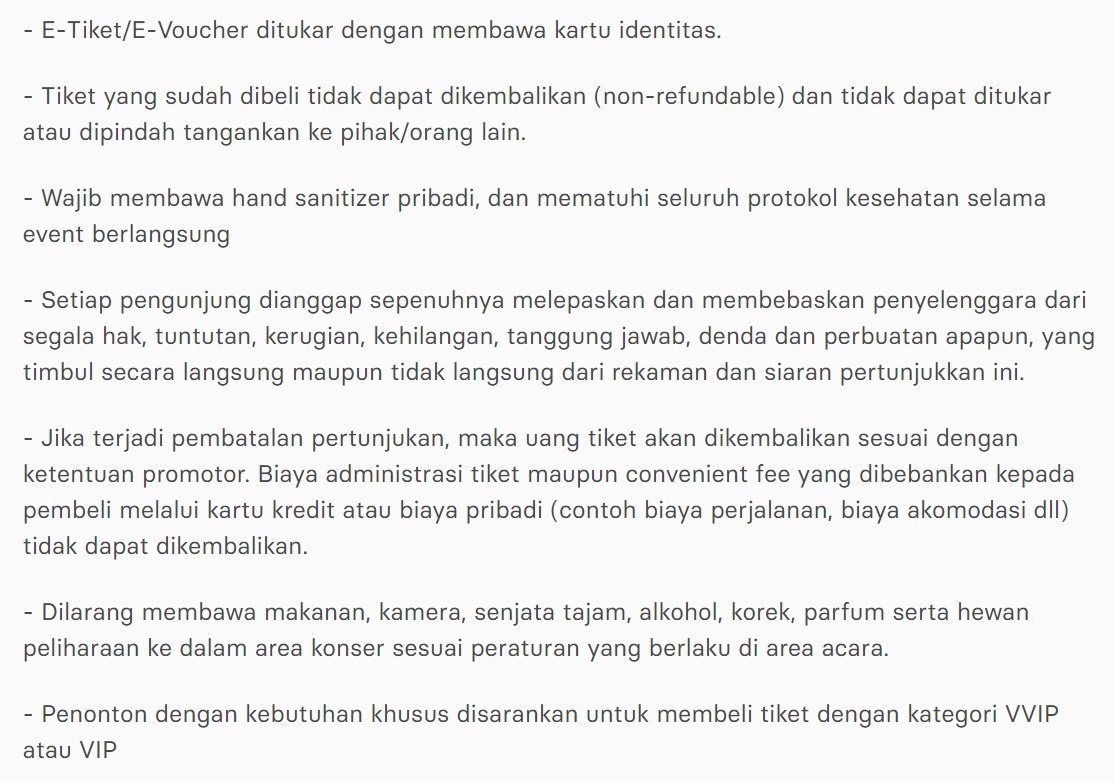 - E-Tiket/E-Voucher ditukar dengan membawa kartu identitas.
- Tiket yang sudah dibeli tidak dapat dikembalikan (non-refundable) dan tidak dapat ditukar
atau dipindah tangankan ke pihak/orang lain.
- Wajib membawa hand sanitizer pribadi, dan mematuhi seluruh protokol kesehatan selama
event berlangsung
- Setiap pengunjung dianggap sepenuhnya melepaskan dan membebaskan penyelenggara dari
segala hak, tuntutan, kerugian, kehilangan, tanggung jawab, denda dan perbuatan apapun, yang
timbul secara langsung maupun tidak langsung dari rekaman dan siaran pertunjukkan ini.
- Jika terjadi pembatalan pertunjukan, maka uang tiket akan dikembalikan sesuai dengan
ketentuan promotor. Biaya administrasi tiket maupun convenient fee yang dibebankan kepada
pembeli melalui kartu kredit atau biaya pribadi (contoh biaya perjalanan, biaya akomodasi dll)
tidak dapat dikembalikan.
- Dilarang membawa makanan, kamera, senjata tajam, alkohol, korek, parfum serta hewan
peliharaan ke dalam area konser sesuai peraturan yang berlaku di area acara.
- Penonton dengan kebutuhan khusus disarankan untuk membeli tiket dengan kategori VVIP
atau VIP